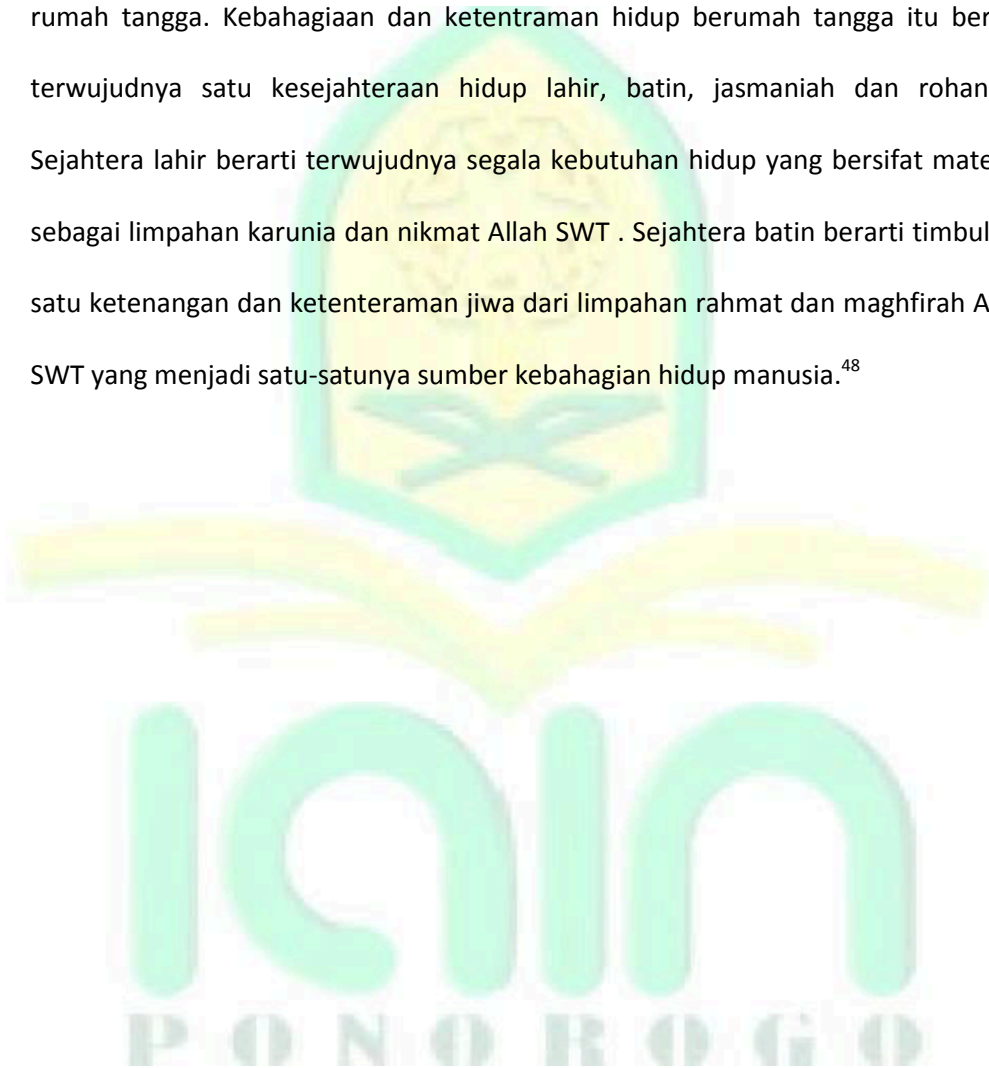 rumah tangga. Kebahagiaan dan ketentraman hidup berumah tangga itu ber
terwujudnya satu kesejahteraan hidup lahir, batin, jasmaniah dan rohan
Sejahtera lahir berarti terwujudnya segala kebutuhan hidup yang bersifat mate
sebagai limpahan karunia dan nikmat Allah SWT . Sejahtera batin berarti timbul
satu ketenangan dan ketenteraman jiwa dari limpahan rahmat dan maghfirah A
SWT yang menjadi satu-satunya sumber kebahagian hidup manusia.48
iain
PONOROGO